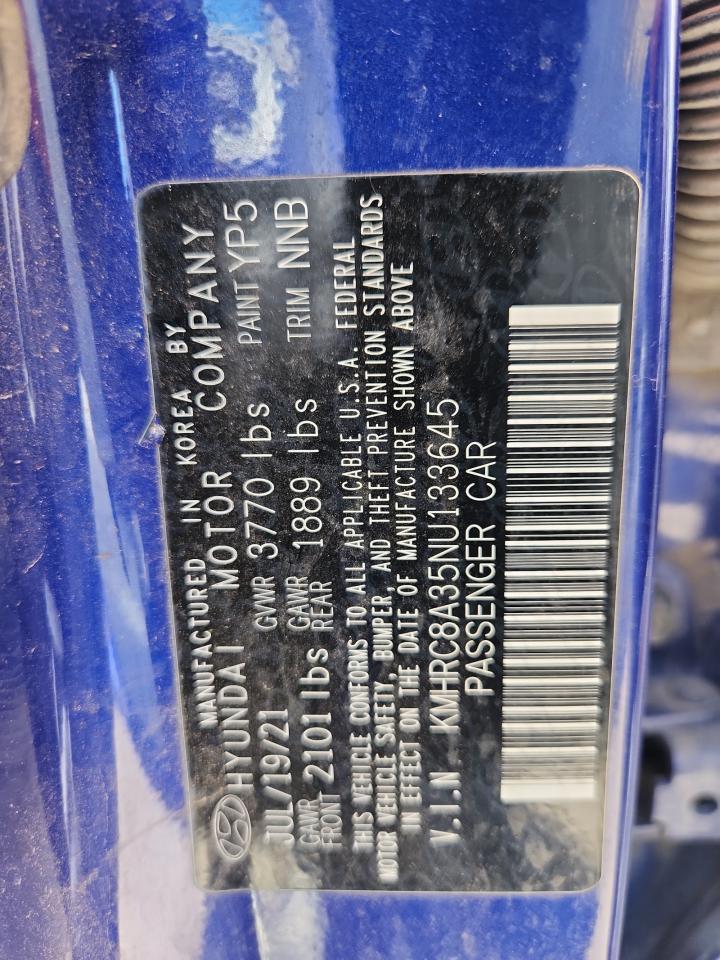 MANUFACTURED IN KOREA BY
HYUNDAI MOTOR COMPANY
JUL/19/21 GVWR 3770 lbs PAINT YP5
GAWR FRONT 2101 lbs GAWR REAR 1889 lbs TRIM NNB
THIS VEHICLE CONFORMS TO ALL APPLICABLE U.S.A. FEDERAL
MOTOR VEHICLE SAFETY, BUMPER, AND THEFT PREVENTION STANDARDS
IN EFFECT ON THE DATE OF MANUFACTURE SHOWN ABOVE
V.I.N KMHRC8A35NU133645
PASSENGER CAR